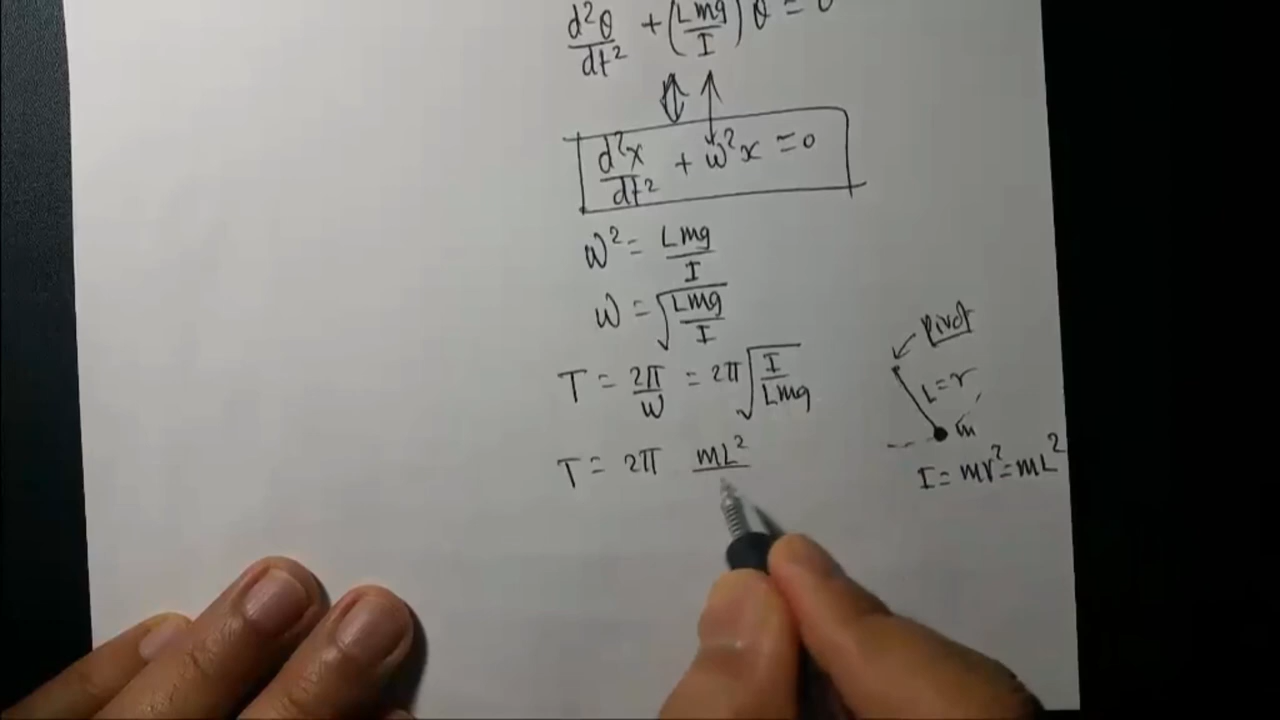 d²θ/dt² + (Lmg/I) θ = 0
d²x/dt² + ω²x = 0
ω² = Lmg/I
ω = √(Lmg/I)
T = 2π/ω = 2π √(I/Lmg)
T = 2π mL²
pivot
L = r
m
I = mr² = mL²